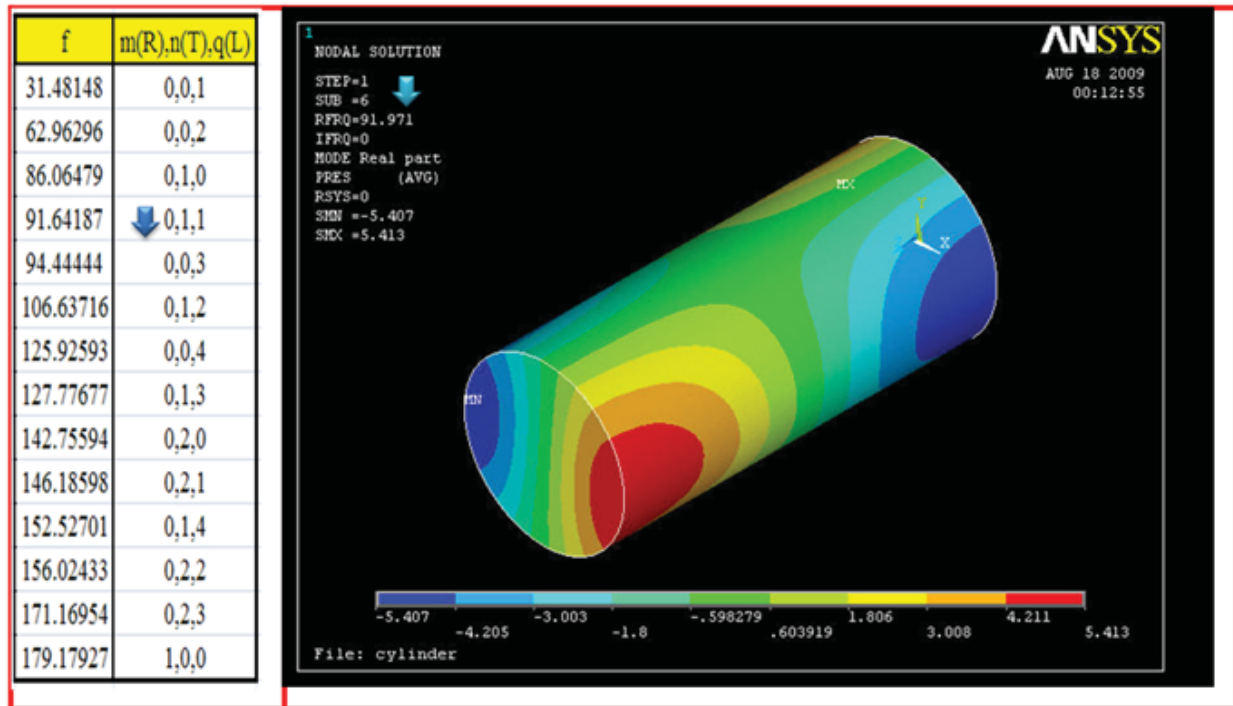 f m(R),n(T),q(L)
31.48148 0,0,1
62.96296 0,0,2
86.06479 0,1,0
91.64187 0,1,1
94.44444 0,0,3
106.63716 0,1,2
125.92593 0,0,4
127.77677 0,1,3
142.75594 0,2,0
146.18598 0,2,1
152.52701 0,1,4
156.02433 0,2,2
171.16954 0,2,3
179.17927 1,0,0
1
NODAL SOLUTION
STEP=1
SUB =6
RFRQ=91.971
IFRQ=0
MODE Real part
PRES (AVG)
RSYS=0
SMN =-5.407
SMX =5.413
ANSYS
AUG 18 2009
00:12:55
MX
Y
Z X
MN
-5.407 -3.003 -.598279 1.806 4.211
-4.205 -1.8 .603919 3.008 5.413
File: cylinder